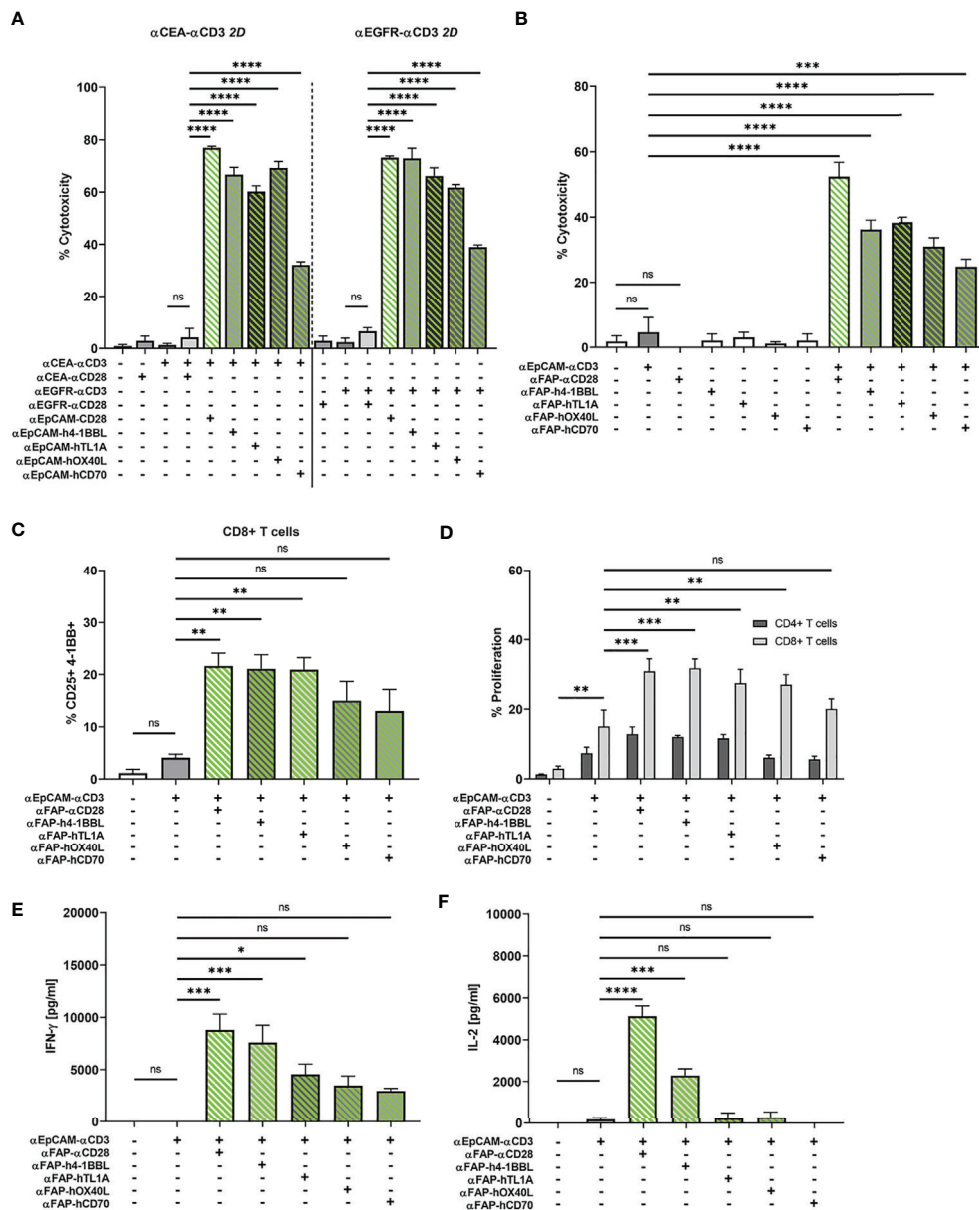 A
αCEA-αCD3 2D
αEGFR-αCD3 2D
****
****
****
****
****
ns
****
****
****
****
****
ns
% Cytotoxicity
100
80
60
40
20
0
αCEA-αCD3 - - + + + + + + + - - - - - - - -
αCEA-αCD28 - + - + - - - - - - - - - - - - -
αEGFR-αCD3 - - - - - - - - - - + + + + + + +
αEGFR-αCD28 - - - - - - - - - + - + - - - - -
αEpCAM-CD28 - - - - + - - - - - - - + - - - -
αEpCAM-h4-1BBL - - - - - + - - - - - - - + - - -
αEpCAM-hTL1A - - - - - - + - - - - - - - + - -
αEpCAM-hOX40L - - - - - - - + - - - - - - - + -
αEpCAM-hCD70 - - - - - - - - + - - - - - - - +
B
***
****
****
****
****
ns
ns
% Cytotoxicity
80
60
40
20
0
αEpCAM-αCD3 - + - - - - - + + + + +
αFAP-αCD28 - - + - - - - + - - - -
αFAP-h4-1BBL - - - + - - - - + - - -
αFAP-hTL1A - - - - + - - - - + - -
αFAP-hOX40L - - - - - + - - - - + -
αFAP-hCD70 - - - - - - + - - - - +
C
CD8+ T cells
ns
ns
**
**
**
ns
% CD25+ 4-1BB+
40
30
20
10
0
αEpCAM-αCD3 - + + + + + +
αFAP-αCD28 - - + - - - -
αFAP-h4-1BBL - - - + - - -
αFAP-hTL1A - - - - + - -
αFAP-hOX40L - - - - - + -
αFAP-hCD70 - - - - - - +
D
ns
**
**
***
***
**
CD4+ T cells
CD8+ T cells
% Proliferation
60
40
20
0
αEpCAM-αCD3 - + + + + + +
αFAP-αCD28 - - + - - - -
αFAP-h4-1BBL - - - + - - -
αFAP-hTL1A - - - - + - -
αFAP-hOX40L - - - - - + -
αFAP-hCD70 - - - - - - +
E
ns
ns
*
***
***
ns
IFN-γ [pg/ml]
20000
15000
10000
5000
0
αEpCAM-αCD3 - + + + + + +
αFAP-αCD28 - - + - - - -
αFAP-h4-1BBL - - - + - - -
αFAP-hTL1A - - - - + - -
αFAP-hOX40L - - - - - + -
αFAP-hCD70 - - - - - - +
F
ns
ns
ns
***
****
ns
IL-2 [pg/ml]
10000
8000
6000
4000
2000
0
αEpCAM-αCD3 - + + + + + +
αFAP-αCD28 - - + - - - -
αFAP-h4-1BBL - - - + - - -
αFAP-hTL1A - - - - + - -
αFAP-hOX40L - - - - - + -
αFAP-hCD70 - - - - - - +